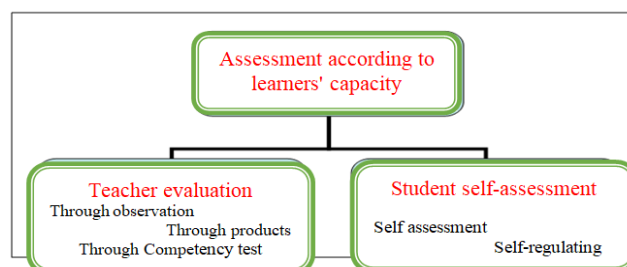 Assessment according to
learners' capacity
Teacher evaluation
Through observation
Through products
Through Competency test
Student self-assessment
Self assessment
Self-regulating